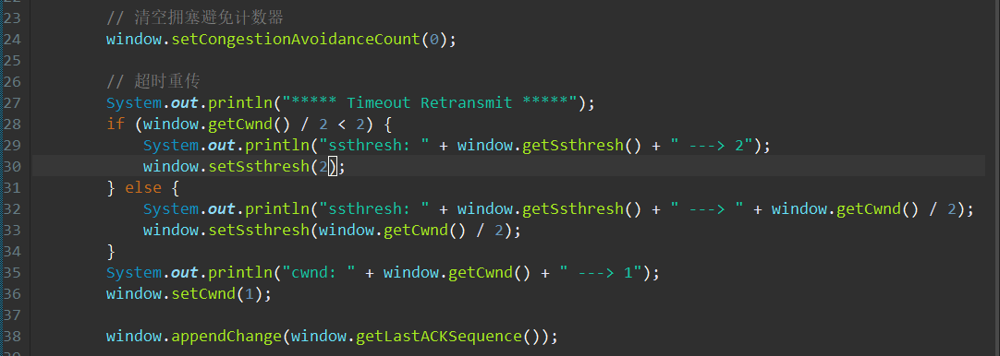 23 // 清空拥塞避免计数器
24 window.setCongestionAvoidanceCount(0);
25
26 // 超时重传
27 System.out.println("***** Timeout Retransmit *****");
28 if (window.getCwnd() / 2 < 2) {
29 System.out.println("ssthresh: " + window.getSsthresh() + " ---> 2");
30 window.setSsthresh(2);
31 } else {
32 System.out.println("ssthresh: " + window.getSsthresh() + " ---> " + window.getCwnd() / 2);
33 window.setSsthresh(window.getCwnd() / 2);
34 }
35 System.out.println("cwnd: " + window.getCwnd() + " ---> 1");
36 window.setCwnd(1);
37
38 window.appendChange(window.getLastACKSequence());